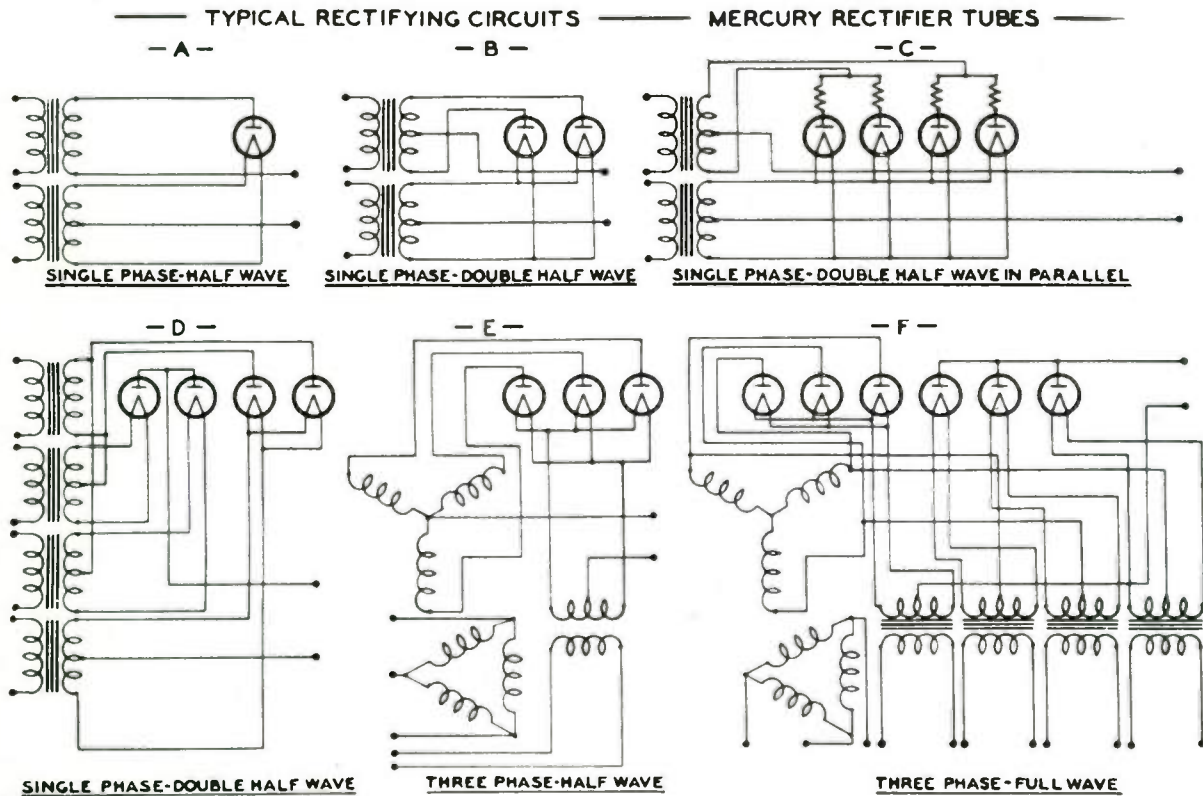 TYPICAL RECTIFYING CIRCUITS — MERCURY RECTIFIER TUBES
— A —
— B —
— C —
SINGLE PHASE-HALF WAVE
SINGLE PHASE-DOUBLE HALF WAVE
SINGLE PHASE-DOUBLE HALF WAVE IN PARALLEL
— D —
— E —
— F —
SINGLE PHASE-DOUBLE HALF WAVE
THREE PHASE-HALF WAVE
THREE PHASE-FULL WAVE